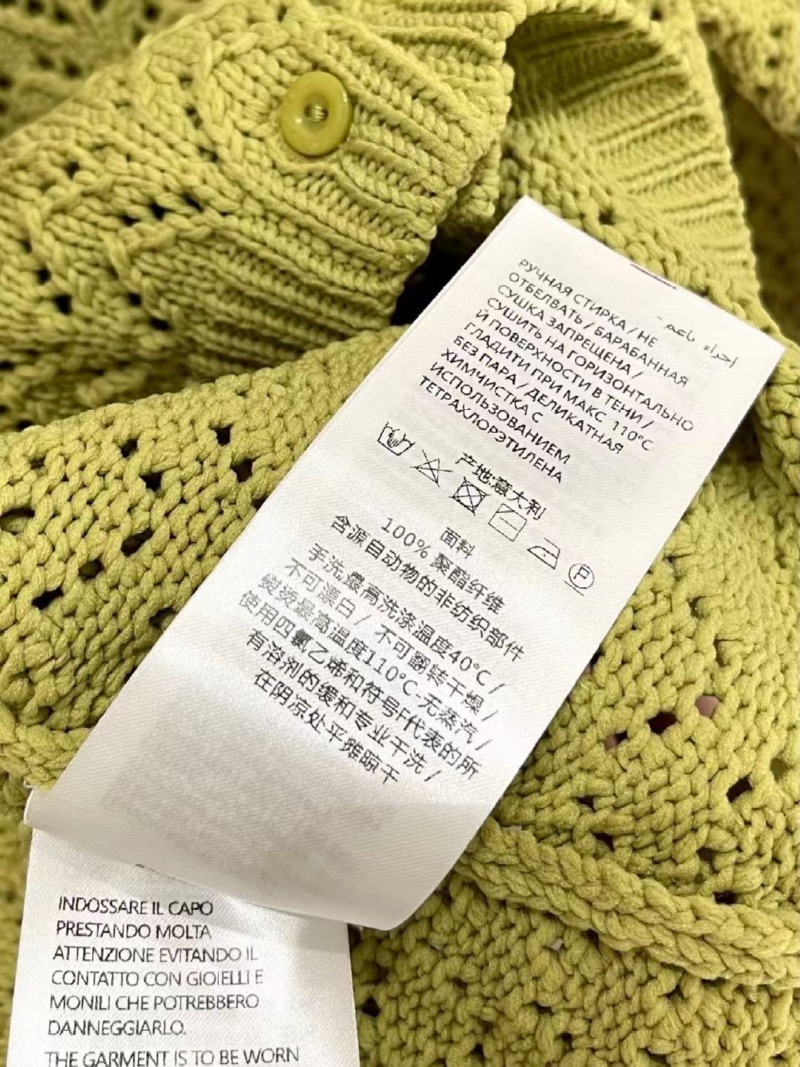 РУЧНАЯ СТИРКА / НЕ
ОТБЕЛВАТЬ / БАРАБАННАЯ
СУШКА ЗАПРЕЩЕНА /
СУШИТЬ НА ГОРИЗОНТАЛЬНО
Й ПОВЕРХНОСТИ В ТЕНИ /
ГЛАДИТИ ПРИ МАКС. 110°С
БЕЗ ПАРА / ДЕЛИКАТНАЯ
ХИМЧИСТКА С
ИСПОЛЬЗОВАНИЕМ
ТЕТРАХЛОРЭТИЛЕНА
P
产地:意大利
面料
100% 聚酯纤维
含源自动物的非纺织部件
手洗,最高洗涤温度40°C /
不可漂白 / 不可翻转干燥 /
熨烫最高温度110°C-无蒸汽 /
使用四氯乙烯和符号F代表的所
有溶剂的缓和专业干洗 /
在阴凉处平摊晾干
INDOSSARE IL CAPO
PRESTANDO MOLTA
ATTENZIONE EVITANDO IL
CONTATTO CON GIOIELLI E
MONILI CHE POTREBBERO
DANNEGGIARLO.
THE GARMENT IS TO BE WORN